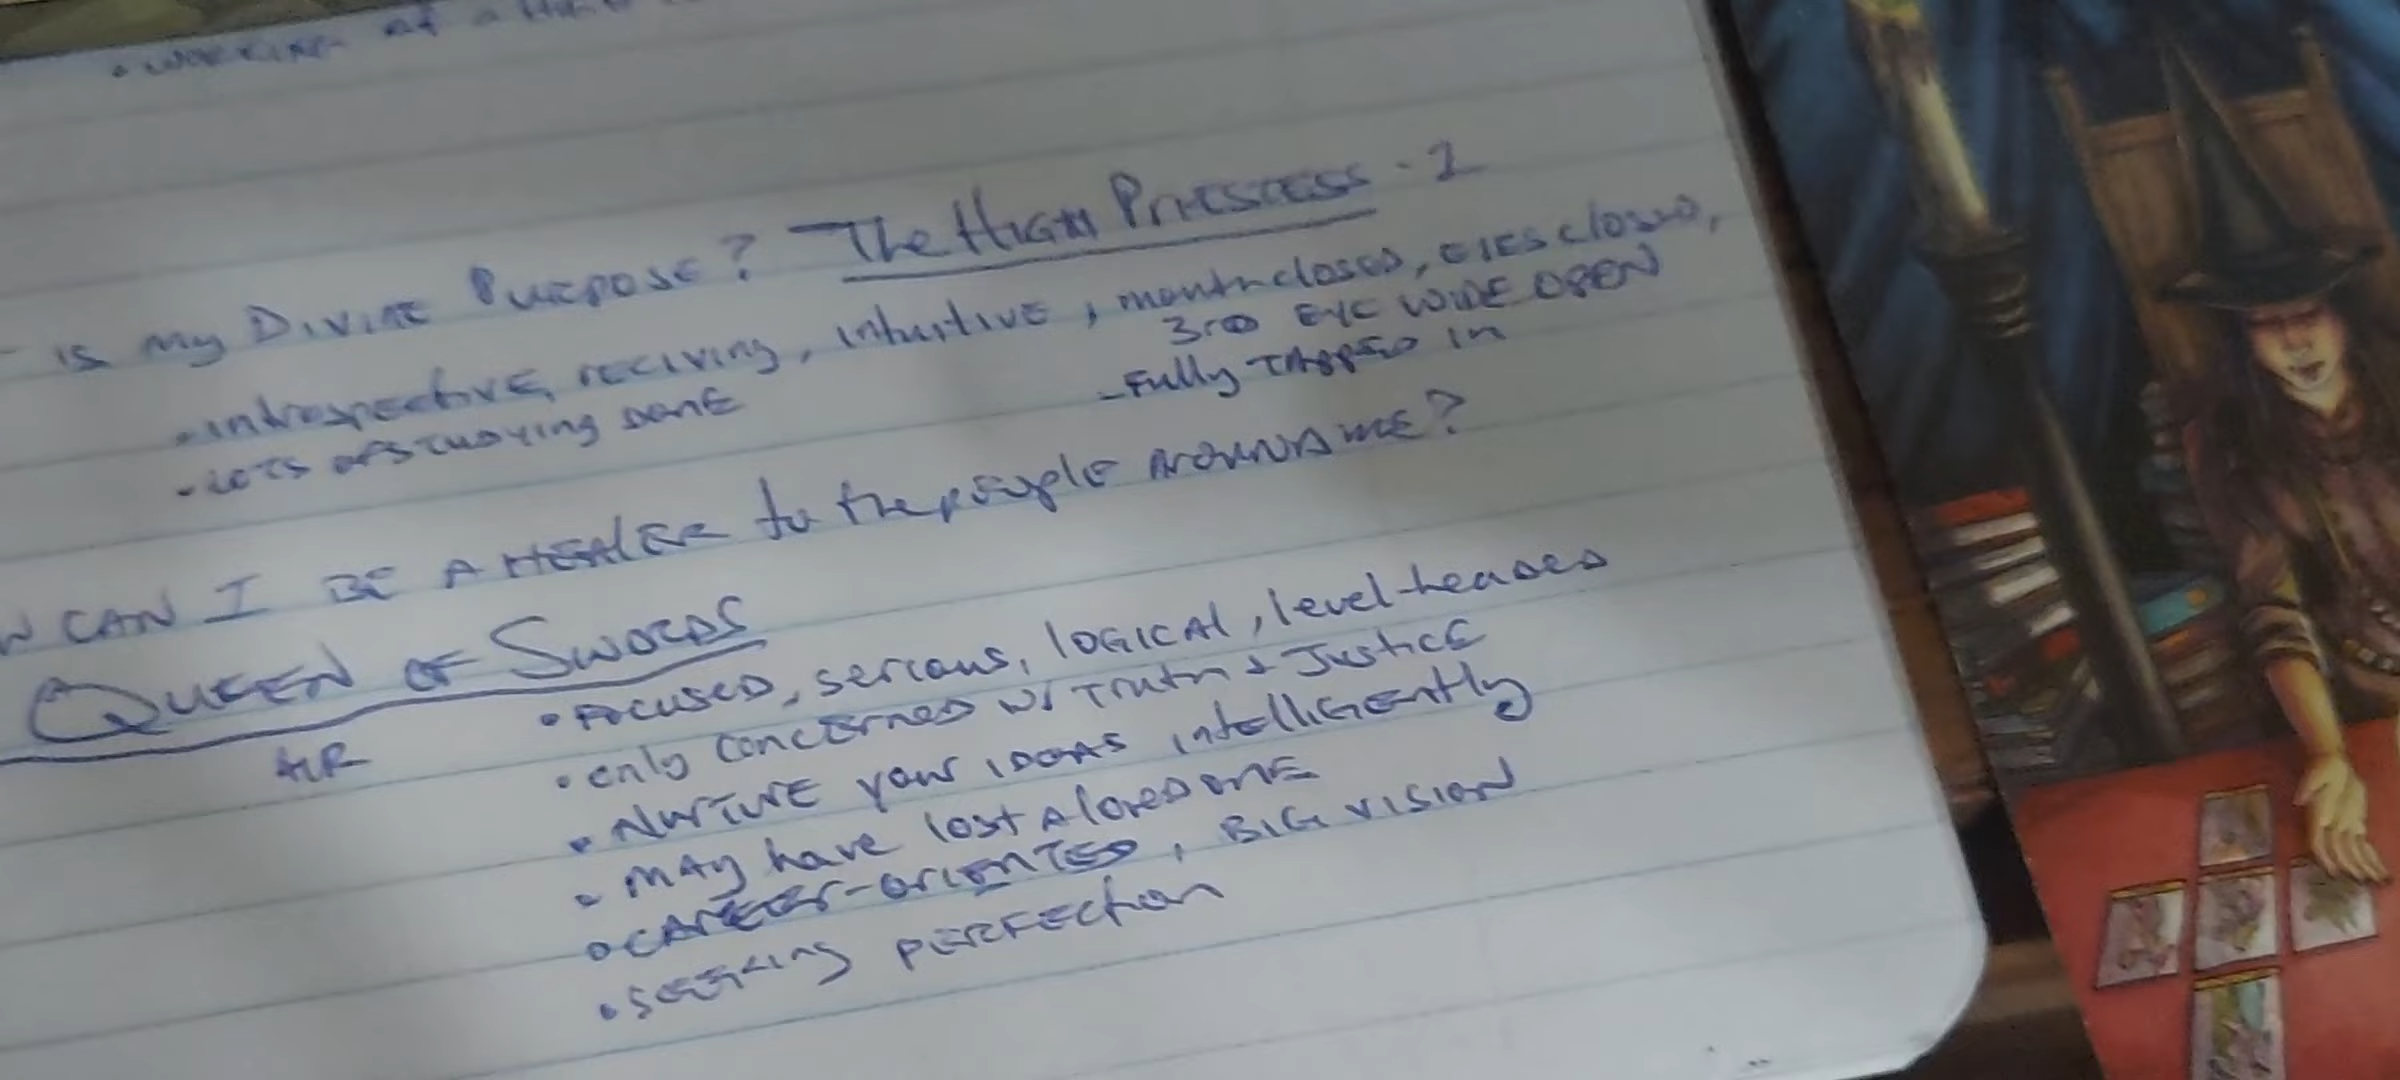 • WORKING at a
is my Divine Purpose? The High Priestess - 2
• introspective, reciving, intuitive, mouth closed, eyes closed,
3rd EYE WIDE OPEN
• Lots of studying done
- Fully TAPPED In
CAN I BE A HEALER to the people AROUND ME?
QUEEN OF SWORDS
AIR
• Focused, serious, logical, level-headed
• only concerned w/ Truth & Justice
• Nurture your ideas intelligently
• MAY have lost A loved one
• CAREER-oriented, BIG VISION
• seeking PERFECtion